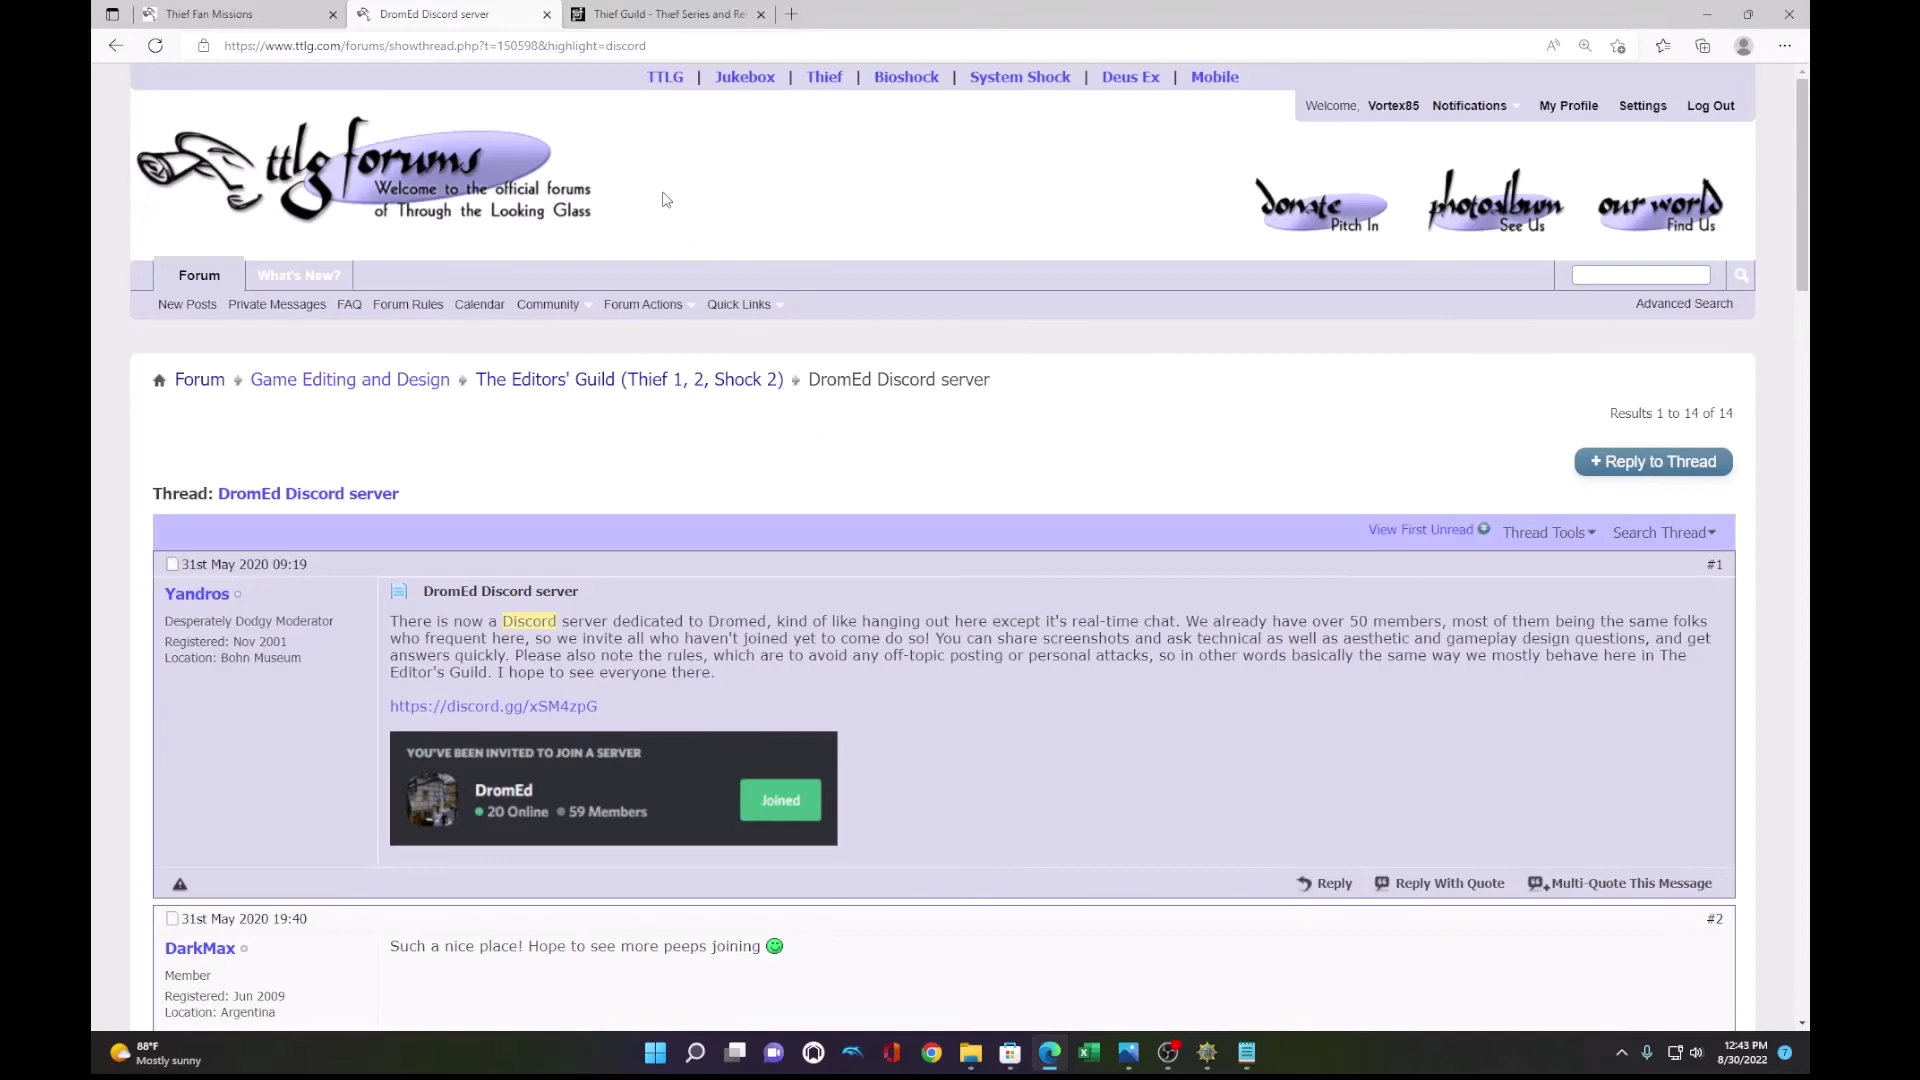 Thief Fan Missions
DromEd Discord server
Thief Guild - Thief Series and Re
https://www.ttlg.com/forums/showthread.php?t=150598&highlight=discord
TTLG | Jukebox | Thief | Bioshock | System Shock | Deus Ex | Mobile
Welcome, Vortex85 Notifications My Profile Settings Log Out
ttlg forums
Welcome to the official forums
of Through the Looking Glass
donate
Pitch In
photoalbum
See Us
our world
Find Us
Forum What's New?
New Posts Private Messages FAQ Forum Rules Calendar Community Forum Actions Quick Links
Advanced Search
Forum Game Editing and Design The Editors' Guild (Thief 1, 2, Shock 2) DromEd Discord server
Results 1 to 14 of 14
+ Reply to Thread
Thread: DromEd Discord server
View First Unread Thread Tools Search Thread
31st May 2020 09:19
#1
Yandros
Desperately Dodgy Moderator
Registered: Nov 2001
Location: Bohn Museum
DromEd Discord server
There is now a Discord server dedicated to Dromed, kind of like hanging out here except it's real-time chat. We already have over 50 members, most of them being the same folks
who frequent here, so we invite all who haven't joined yet to come do so! You can share screenshots and ask technical as well as aesthetic and gameplay design questions, and get
answers quickly. Please also note the rules, which are to avoid any off-topic posting or personal attacks, so in other words basically the same way we mostly behave here in The
Editor's Guild. I hope to see everyone there.
https://discord.gg/xSM4zpG
YOU'VE BEEN INVITED TO JOIN A SERVER
DromEd
20 Online 59 Members
Joined
Reply Reply With Quote Multi-Quote This Message
31st May 2020 19:40
#2
DarkMax
Member
Registered: Jun 2009
Location: Argentina
Such a nice place! Hope to see more peeps joining
88°F
Mostly sunny
12:43 PM
8/30/2022
7